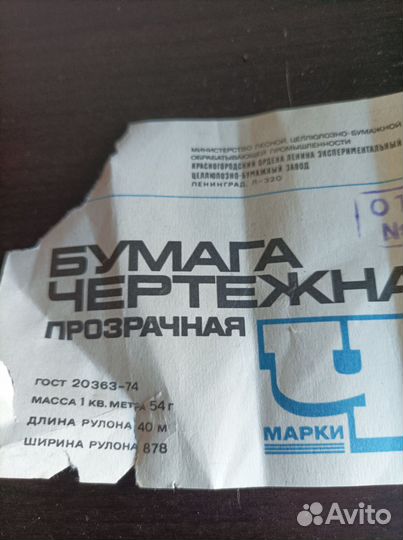 МИНИСТЕРСТВО ЛЕСНОЙ, ЦЕЛЛЮЛОЗНО-БУМАЖНОЙ
ОБРАБАТЫВАЮЩЕЙ ПРОМЫШЛЕННОСТИ
КРАСНОГОРОДСКИЙ ОРДЕНА ЛЕНИНА ЭКСПЕРИМЕНТАЛЬНЫЙ
ЦЕЛЛЮЛОЗНО-БУМАЖНЫЙ ЗАВОД
ЛЕНИНГРАД, Л-320
О Т
№
БУМАГА
ЧЕРТЕЖНА
ПРОЗРАЧНАЯ
Ч
МАРКИ
ГОСТ 20363-74
МАССА 1 КВ. МЕТРА 54 г
ДЛИНА РУЛОНА 40 М
ШИРИНА РУЛОНА 878
Avito